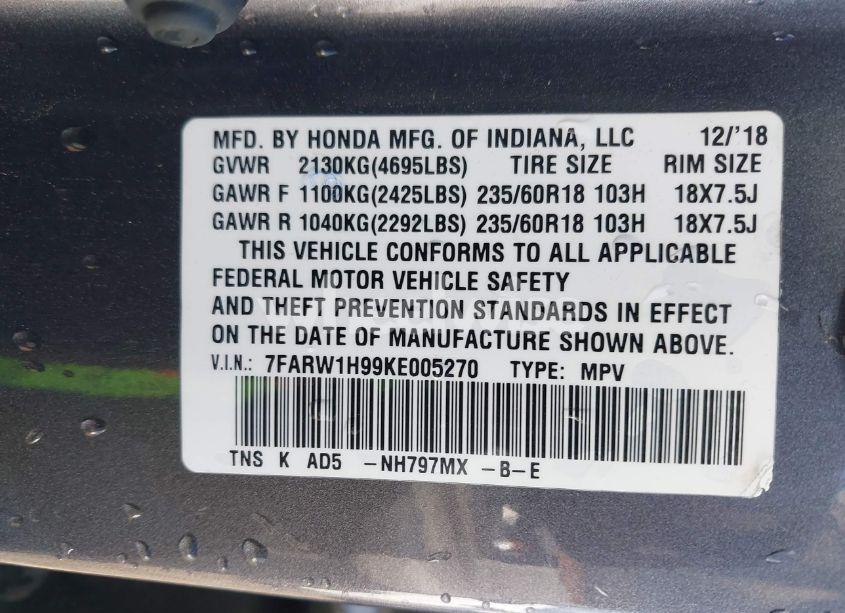 MFD. BY HONDA MFG. OF INDIANA, LLC 12/'18
GVWR 2130KG(4695LBS) TIRE SIZE RIM SIZE
GAWR F 1100KG(2425LBS) 235/60R18 103H 18X7.5J
GAWR R 1040KG(2292LBS) 235/60R18 103H 18X7.5J
THIS VEHICLE CONFORMS TO ALL APPLICABLE
FEDERAL MOTOR VEHICLE SAFETY
AND THEFT PREVENTION STANDARDS IN EFFECT
ON THE DATE OF MANUFACTURE SHOWN ABOVE.
V.I.N.: 7FARW1H99KE005270 TYPE: MPV
TNS K AD5 -NH797MX -B-E